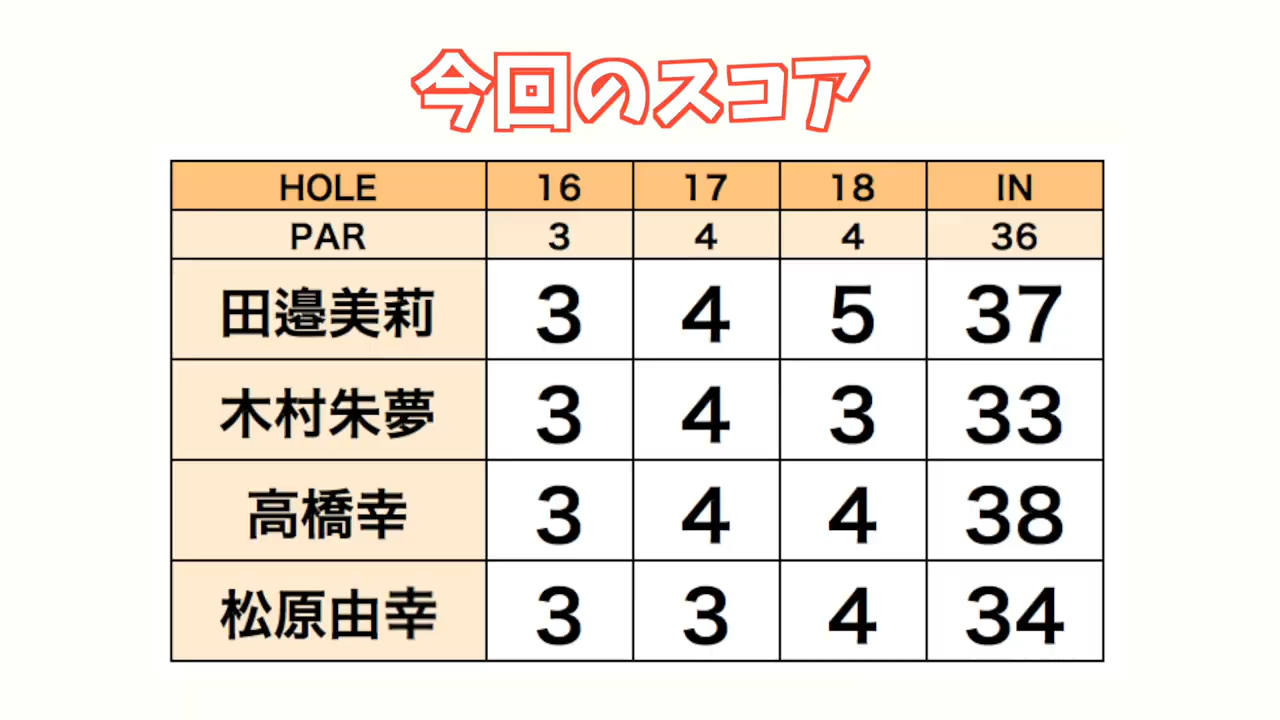 今回のスコア
HOLE 16 17 18 IN
PAR 3 4 4 36
田邉美莉 3 4 5 37
木村朱夢 3 4 3 33
高橋幸 3 4 4 38
松原由幸 3 3 4 34